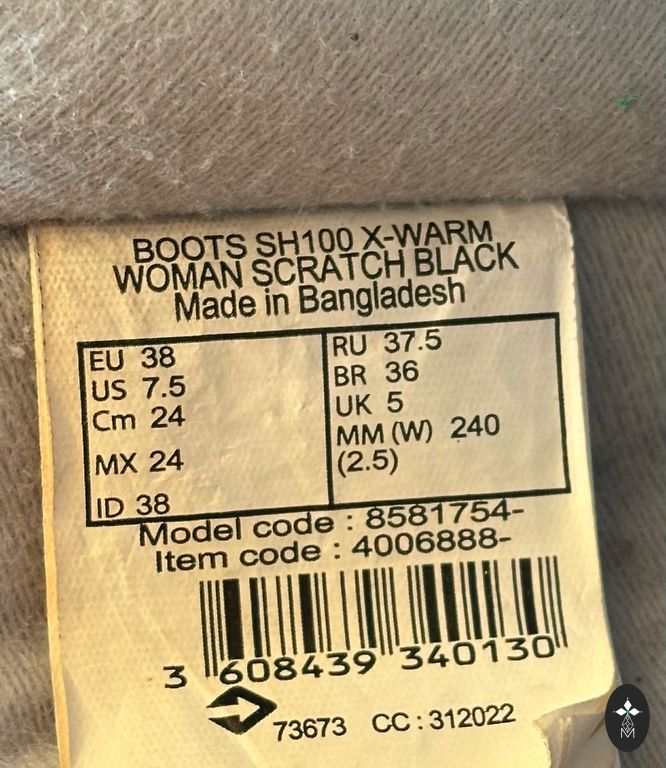 BOOTS SH100 X-WARM
WOMAN SCRATCH BLACK
Made in Bangladesh
EU 38
US 7.5
Cm 24
MX 24
ID 38
RU 37.5
BR 36
UK 5
MM (W) 240
(2.5)
Model code : 8581754-
Item code : 4006888-
3 608439 340130
73673 CC : 312022
M